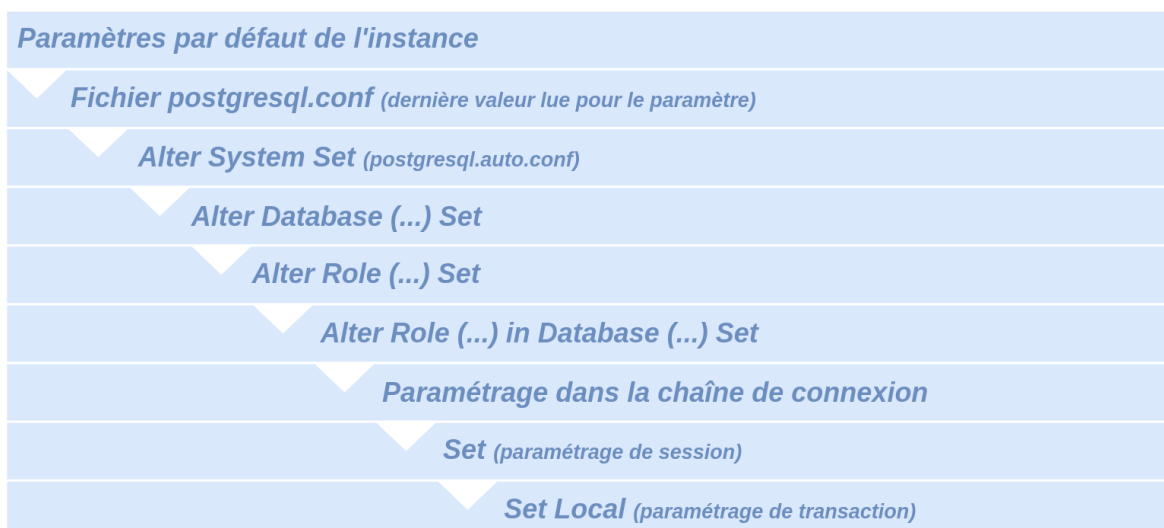 Paramètres par défaut de l'instance
Fichier postgresql.conf (dernière valeur lue pour le paramètre)
Alter System Set (postgresql.auto.conf)
Alter Database (...) Set
Alter Role (...) Set
Alter Role (...) in Database (...) Set
Paramétrage dans la chaîne de connexion
Set (paramétrage de session)
Set Local (paramétrage de transaction)